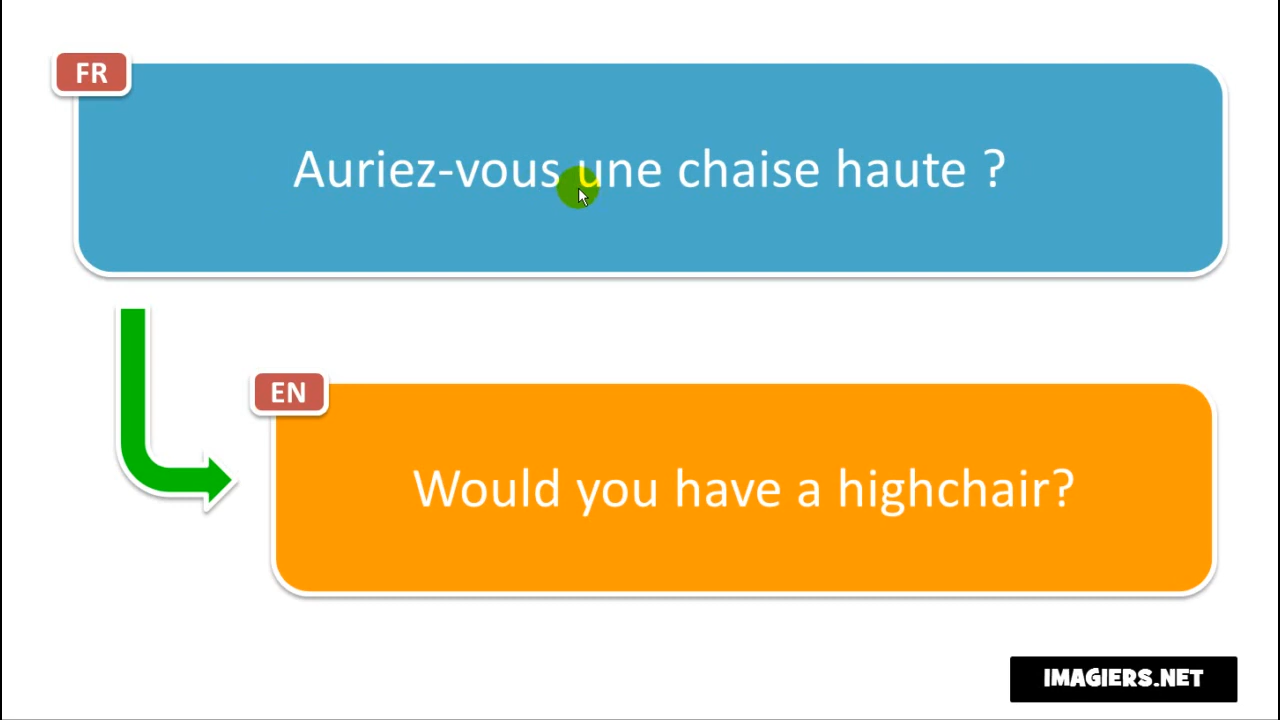 FR
Auriez-vous une chaise haute ?
EN
Would you have a highchair?
IMAGIERS.NET